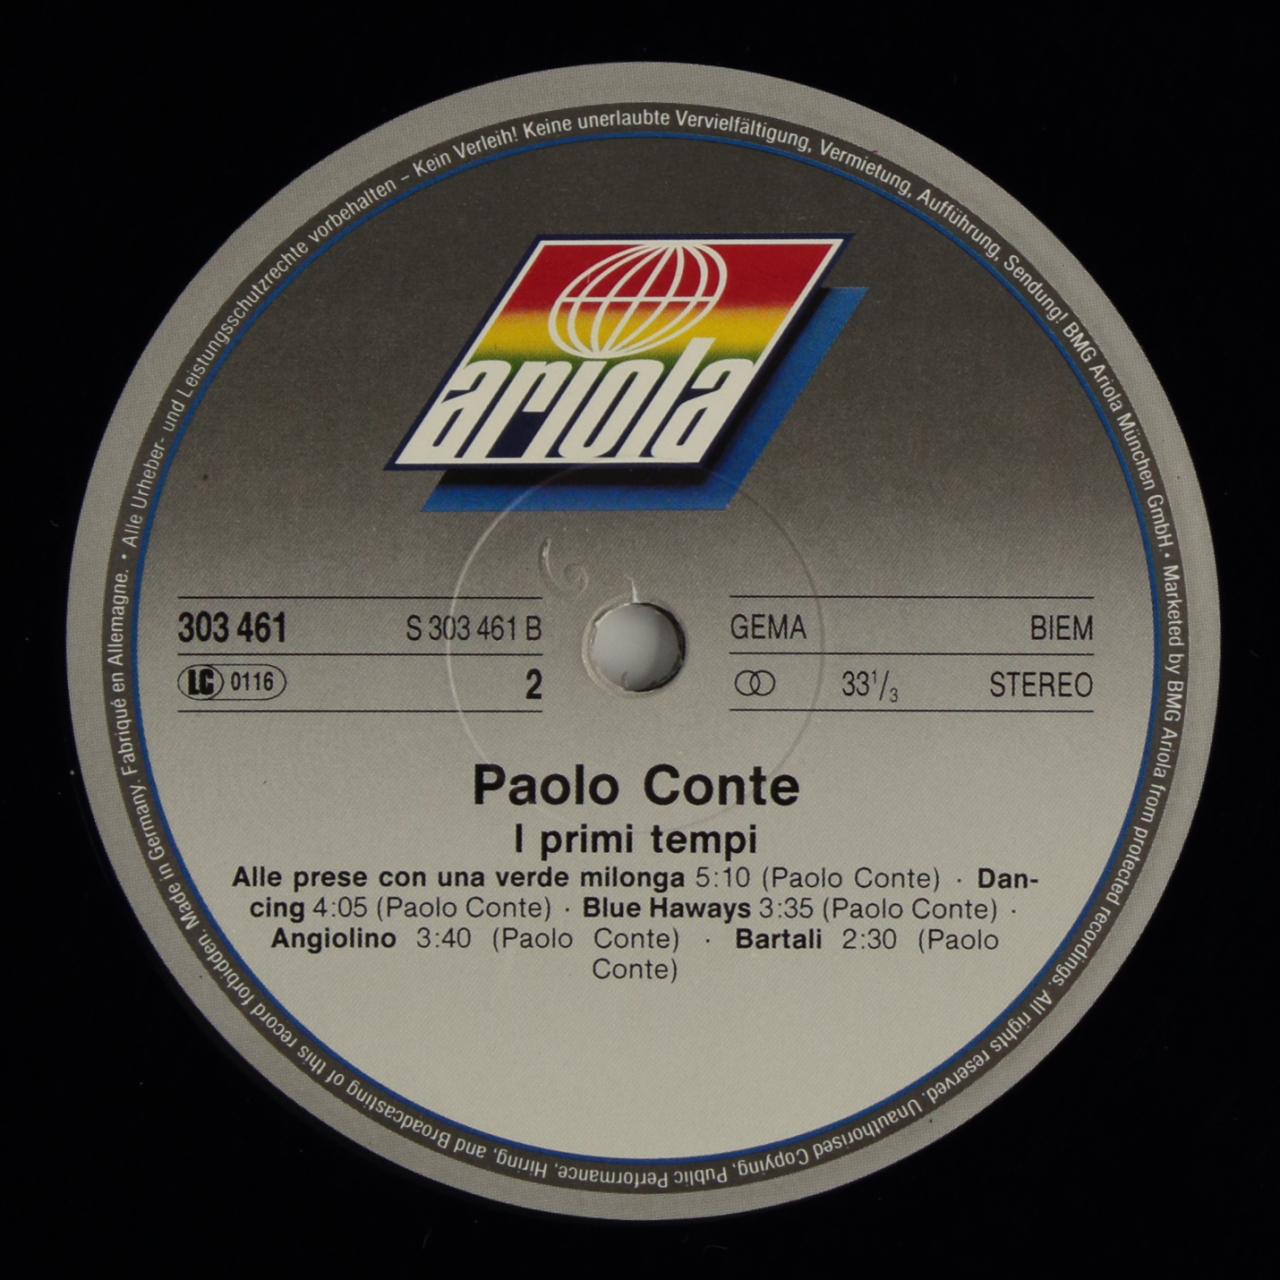 • Alle Urheber- und Leistungsschutzrechte vorbehalten – Kein Verleih! Keine unerlaubte Vervielfältigung, Vermietung, Aufführung, Sendung! BMG Ariola München GmbH • Marketed by BMG Ariola from protected recordings. All rights reserved. Unauthorised Copying, Public Performance, Hiring, and Broadcasting of this record forbidden. Made in Germany. Fabriqué en Allemagne.
ariola
303 461 S 303 461 B GEMA BIEM
LC 0116 2 33 1/3 STEREO
Paolo Conte
I primi tempi
Alle prese con una verde milonga 5:10 (Paolo Conte) · Dan-
cing 4:05 (Paolo Conte) · Blue Haways 3:35 (Paolo Conte) ·
Angiolino 3:40 (Paolo Conte) · Bartali 2:30 (Paolo
Conte)